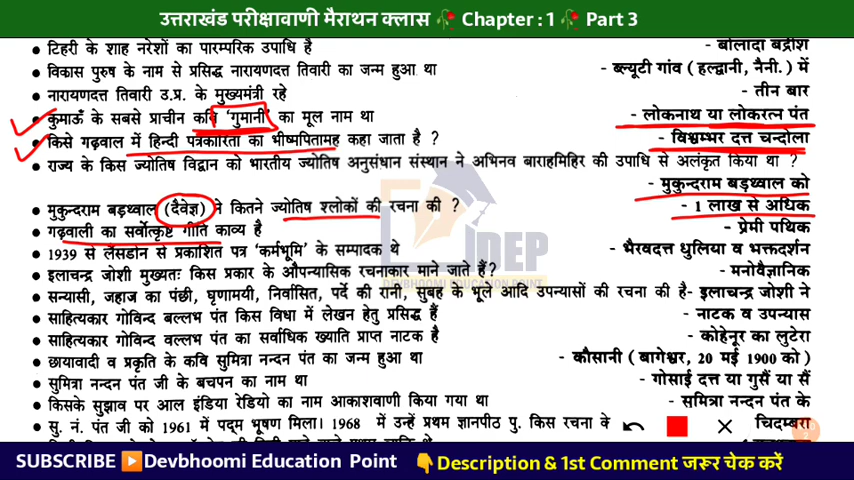 उत्तराखंड परीक्षावाणी मैराथन क्लास Chapter : 1 Part 3
टिहरी के शाह नरेशों का पारम्परिक उपाधि है - बोलांदा बद्रीश
विकास पुरुष के नाम से प्रसिद्ध नारायणदत्त तिवारी का जन्म हुआ था - ब्ल्यूटी गांव (हल्द्वानी, नैनी.) में
नारायणदत्त तिवारी उ.प्र. के मुख्यमंत्री रहे - तीन बार
कुमाऊँ के सबसे प्राचीन कवि 'गुमानी' का मूल नाम था - लोकनाथ या लोकरत्न पंत
किसे गढ़वाल में हिन्दी पत्रकारिता का भीष्मपितामह कहा जाता है ? - विश्वम्भर दत्त चन्दोला
राज्य के किस ज्योतिष विद्वान को भारतीय ज्योतिष अनुसंधान संस्थान ने अभिनव बाराहमिहिर की उपाधि से अलंकृत किया था ?
- मुकुन्दराम बड़थ्वाल को
मुकुन्दराम बड़थ्वाल (दैवेज्ञ) ने कितने ज्योतिष श्लोकों की रचना की ? - 1 लाख से अधिक
गढ़वाली का सर्वोत्कृष्ट गीति काव्य है - प्रेमी पथिक
1939 से लैंसडौन से प्रकाशित पत्र 'कर्मभूमि' के सम्पादक थे - भैरवदत्त धुलिया व भक्तदर्शन
इलाचन्द्र जोशी मुख्यतः किस प्रकार के औपन्यासिक रचनाकार माने जाते हैं? - मनोवैज्ञानिक
सन्यासी, जहाज का पंछी, घृणामयी, निर्वासित, पर्दे की रानी, सुबह के भूले आदि उपन्यासों की रचना की है- इलाचन्द्र जोशी ने
साहित्यकार गोविन्द बल्लभ पंत किस विधा में लेखन हेतु प्रसिद्ध हैं - नाटक व उपन्यास
साहित्यकार गोविन्द वल्लभ पंत का सर्वाधिक ख्याति प्राप्त नाटक है - कोहेनूर का लुटेरा
छायावादी व प्रकृति के कवि सुमित्रा नन्दन पंत का जन्म हुआ था - कौसानी (बागेश्वर, 20 मई 1900 को)
सुमित्रा नन्दन पंत जी के बचपन का नाम था - गोसाई दत्त या गुसैं या सैं
किसके सुझाव पर आल इंडिया रेडियो का नाम आकाशवाणी किया गया था - समित्रा नन्दन पंत के
सु. नं. पंत जी को 1961 में पद्म भूषण मिला। 1968 में उन्हें प्रथम ज्ञानपीठ पु. किस रचना के चिदम्बरा
IDEP
DEVBHOOMI EDUCATION POINT
SUBSCRIBE Devbhoomi Education Point Description & 1st Comment जरूर चेक करें